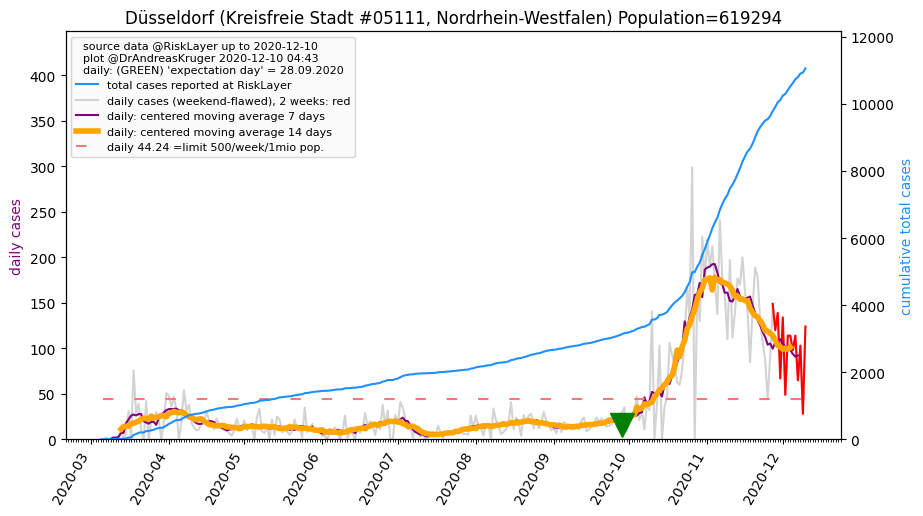 Düsseldorf (Kreisfreie Stadt #05111, Nordrhein-Westfalen) Population=619294
source data @RiskLayer up to 2020-12-10
plot @DrAndreasKruger 2020-12-10 04:43
daily: (GREEN) 'expectation day' = 28.09.2020
total cases reported at RiskLayer
daily cases (weekend-flawed), 2 weeks: red
daily: centered moving average 7 days
daily: centered moving average 14 days
daily 44.24 =limit 500/week/1mio pop.
daily cases
400
350
300
250
200
150
100
50
0
12000
10000
8000
6000
4000
2000
0
cumulative total cases
2020-03
2020-04
2020-05
2020-06
2020-07
2020-08
2020-09
2020-10
2020-11
2020-12